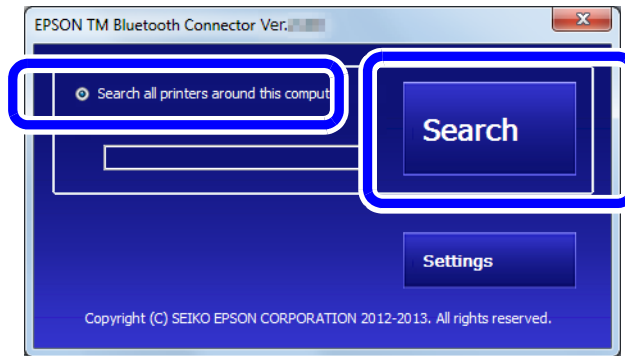 EPSON TM Bluetooth Connector Ver.
Search all printers around this comput
Search
Settings
Copyright (C) SEIKO EPSON CORPORATION 2012-2013. All rights reserved.